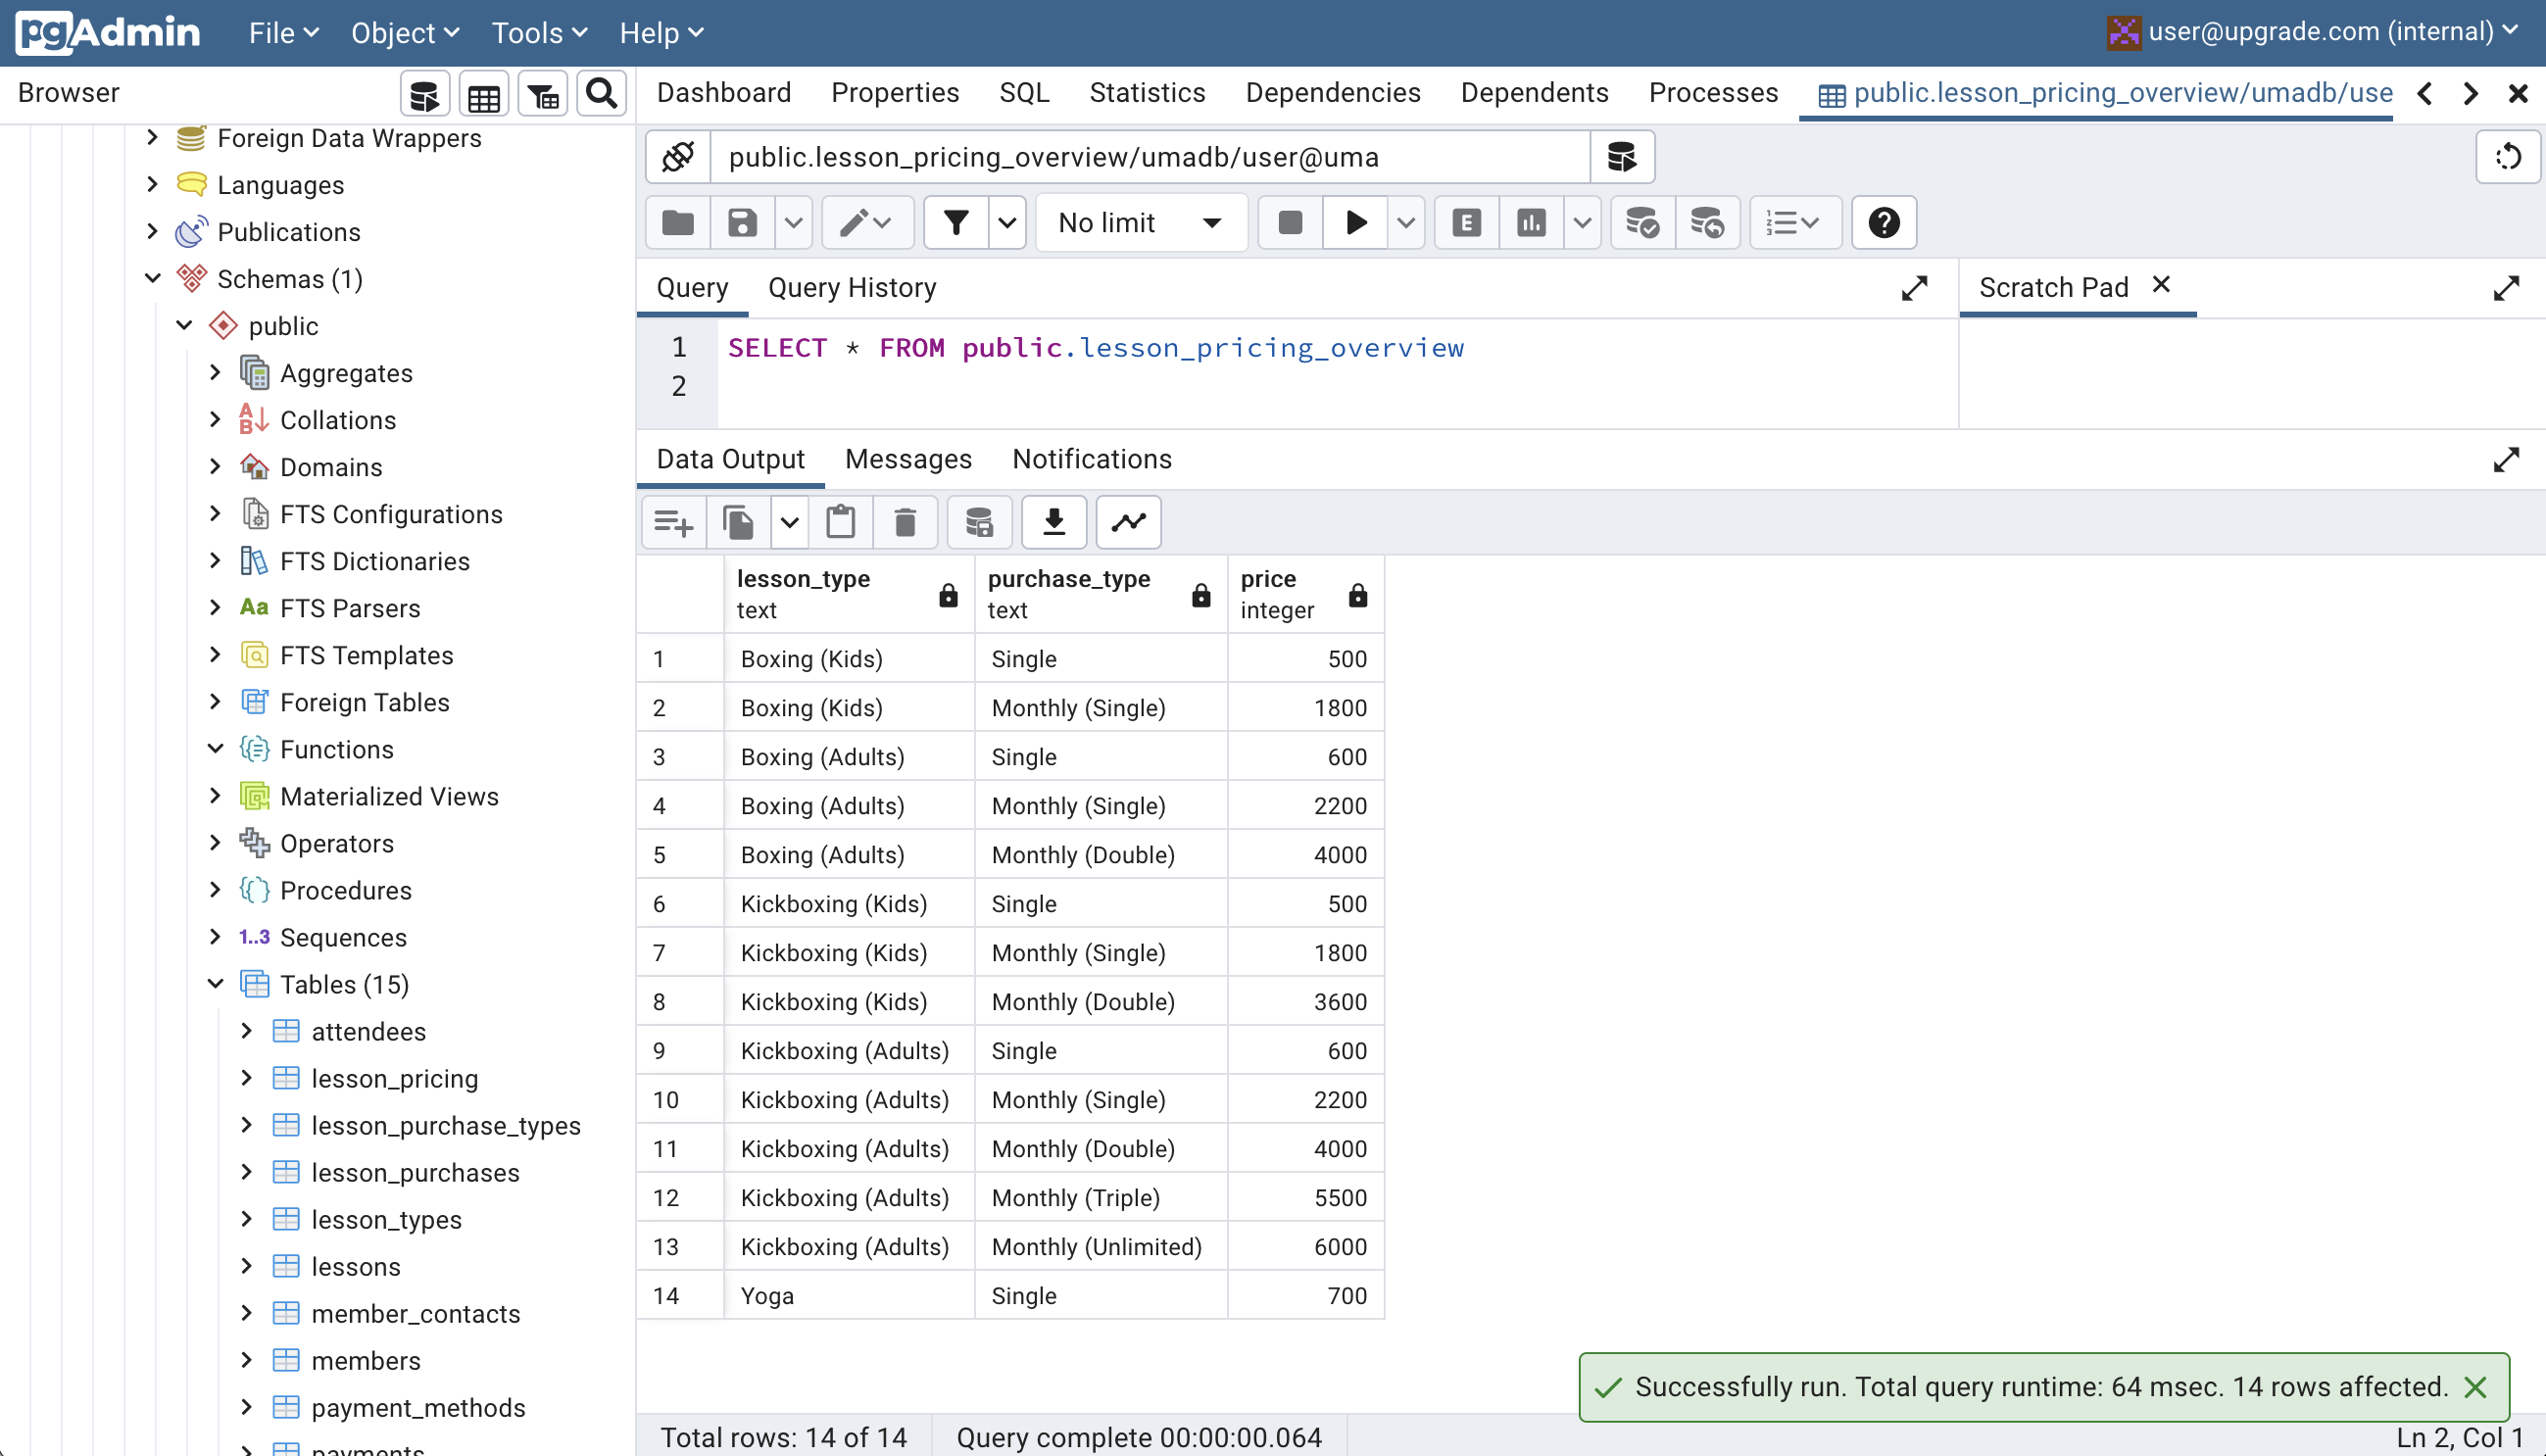 pgAdmin File Object Tools Help user@upgrade.com (internal)
Browser
Dashboard Properties SQL Statistics Dependencies Dependents Processes public.lesson_pricing_overview/umadb/use
Foreign Data Wrappers
Languages
Publications
Schemas (1)
public
Aggregates
Collations
Domains
FTS Configurations
FTS Dictionaries
Aa FTS Parsers
FTS Templates
Foreign Tables
Functions
Materialized Views
Operators
Procedures
1..3 Sequences
Tables (15)
attendees
lesson_pricing
lesson_purchase_types
lesson_purchases
lesson_types
lessons
member_contacts
members
payment_methods
payments
public.lesson_pricing_overview/umadb/user@uma
No limit E
Query Query History
Scratch Pad
1 SELECT * FROM public.lesson_pricing_overview
2
Data Output Messages Notifications
lesson_type purchase_type price
text text integer
1 Boxing (Kids) Single 500
2 Boxing (Kids) Monthly (Single) 1800
3 Boxing (Adults) Single 600
4 Boxing (Adults) Monthly (Single) 2200
5 Boxing (Adults) Monthly (Double) 4000
6 Kickboxing (Kids) Single 500
7 Kickboxing (Kids) Monthly (Single) 1800
8 Kickboxing (Kids) Monthly (Double) 3600
9 Kickboxing (Adults) Single 600
10 Kickboxing (Adults) Monthly (Single) 2200
11 Kickboxing (Adults) Monthly (Double) 4000
12 Kickboxing (Adults) Monthly (Triple) 5500
13 Kickboxing (Adults) Monthly (Unlimited) 6000
14 Yoga Single 700
Successfully run. Total query runtime: 64 msec. 14 rows affected.
Total rows: 14 of 14 Query complete 00:00:00.064 Ln 2, Col 1